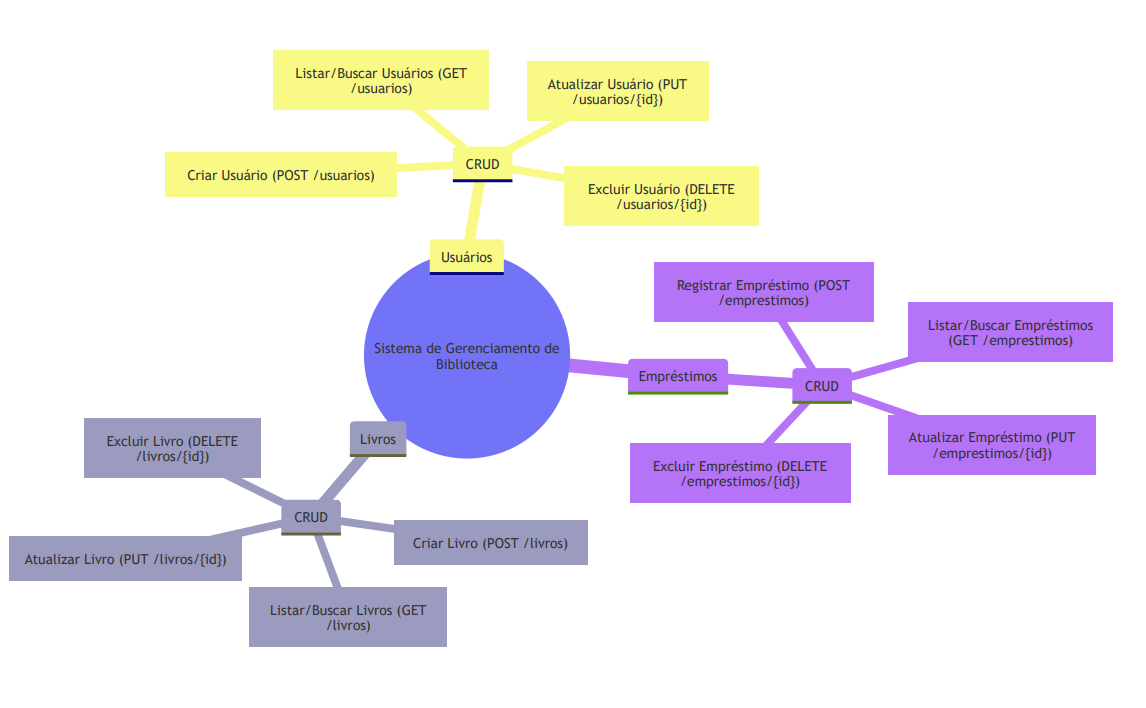 Listar/Buscar Usuários (GET
/usuarios)
Atualizar Usuário (PUT
/usuarios/{id})
CRUD
Criar Usuário (POST /usuarios)
Excluir Usuário (DELETE
/usuarios/{id})
Usuários
Sistema de Gerenciamento de
Biblioteca
Registrar Empréstimo (POST
/emprestimos)
Listar/Buscar Empréstimos
(GET /emprestimos)
Empréstimos
CRUD
Atualizar Empréstimo (PUT
/emprestimos/{id})
Excluir Empréstimo (DELETE
/emprestimos/{id})
Livros
Excluir Livro (DELETE
/livros/{id})
CRUD
Criar Livro (POST /livros)
Atualizar Livro (PUT /livros/{id})
Listar/Buscar Livros (GET
/livros)